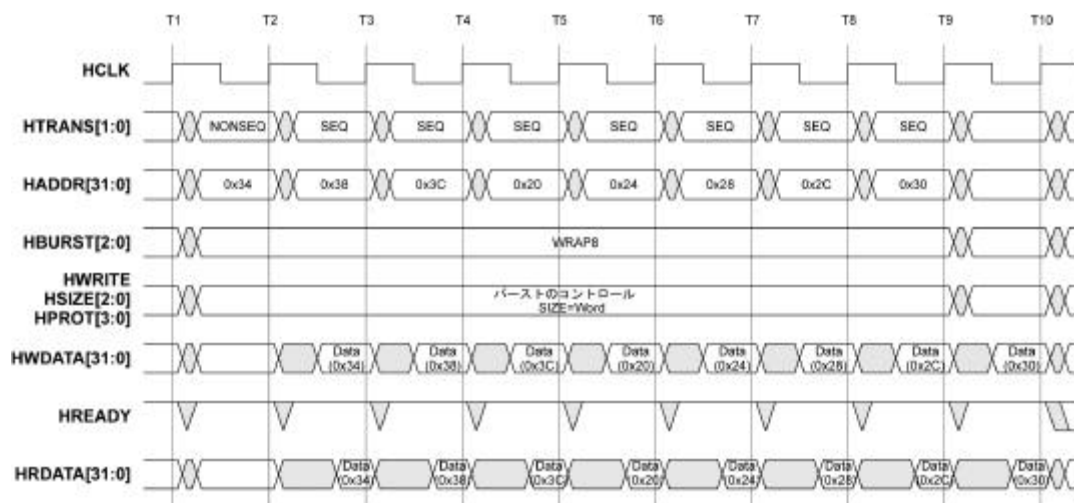 T1 T2 T3 T4 T5 T6 T7 T8 T9 T10
HCLK
HTRANS[1:0] NONSEQ SEQ SEQ SEQ SEQ SEQ SEQ SEQ
HADDR[31:0] 0x34 0x38 0x3C 0x20 0x24 0x28 0x2C 0x30
HBURST[2:0] WRAP8
HWRITE
HSIZE[2:0] バーストのコントロール
HPROT[3:0] SIZE=Word
HWDATA[31:0] Data Data Data Data Data Data Data Data
(0x34) (0x38) (0x3C) (0x20) (0x24) (0x28) (0x2C) (0x30)
HREADY
HRDATA[31:0] Data Data Data Data Data Data Data Data
(0x34) (0x38) (0x3C) (0x20) (0x24) (0x28) (0x2C) (0x30)